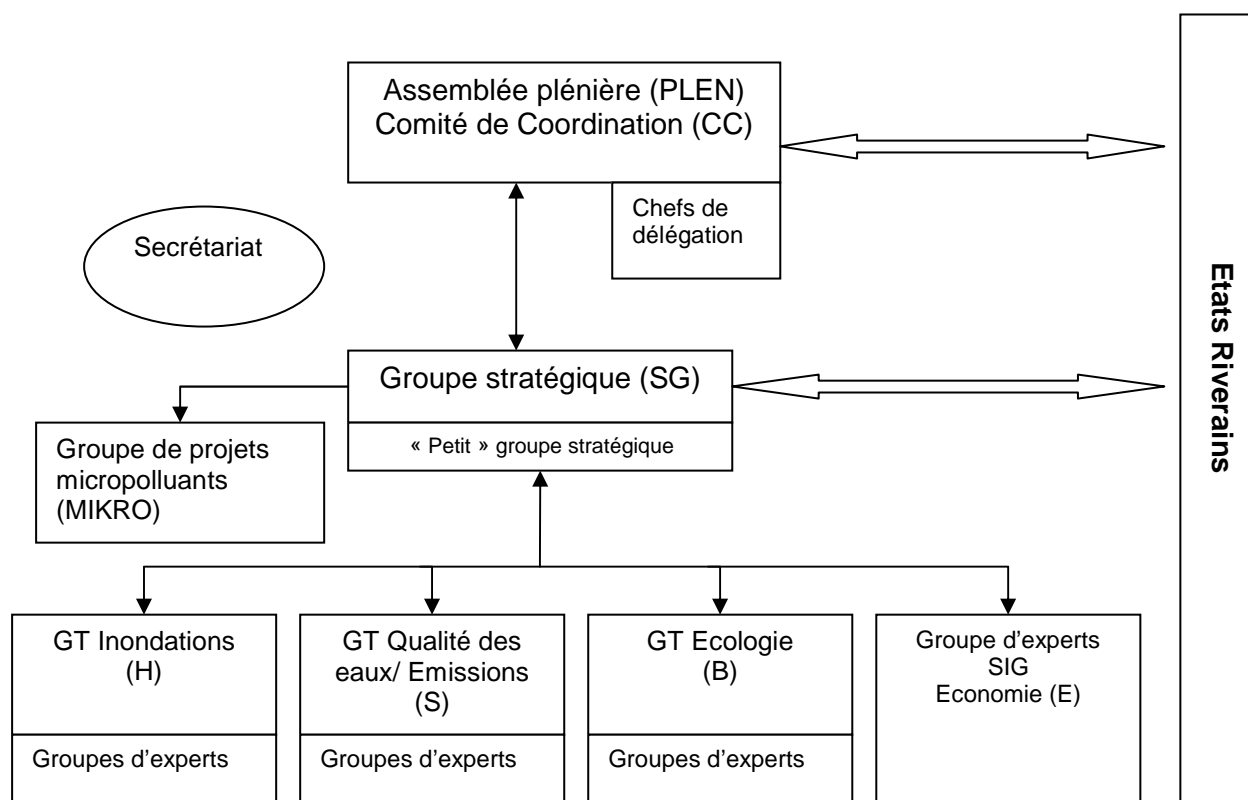 Assemblée plénière (PLEN)
Comité de Coordination (CC)
Chefs de
délégation
Secrétariat
Etats Riverains
Groupe stratégique (SG)
« Petit » groupe stratégique
Groupe de projets
micropolluants
(MIKRO)
GT Inondations
(H)
Groupes d'experts
GT Qualité des
eaux/ Emissions
(S)
Groupes d'experts
GT Ecologie
(B)
Groupes d'experts
Groupe d'experts
SIG
Economie (E)